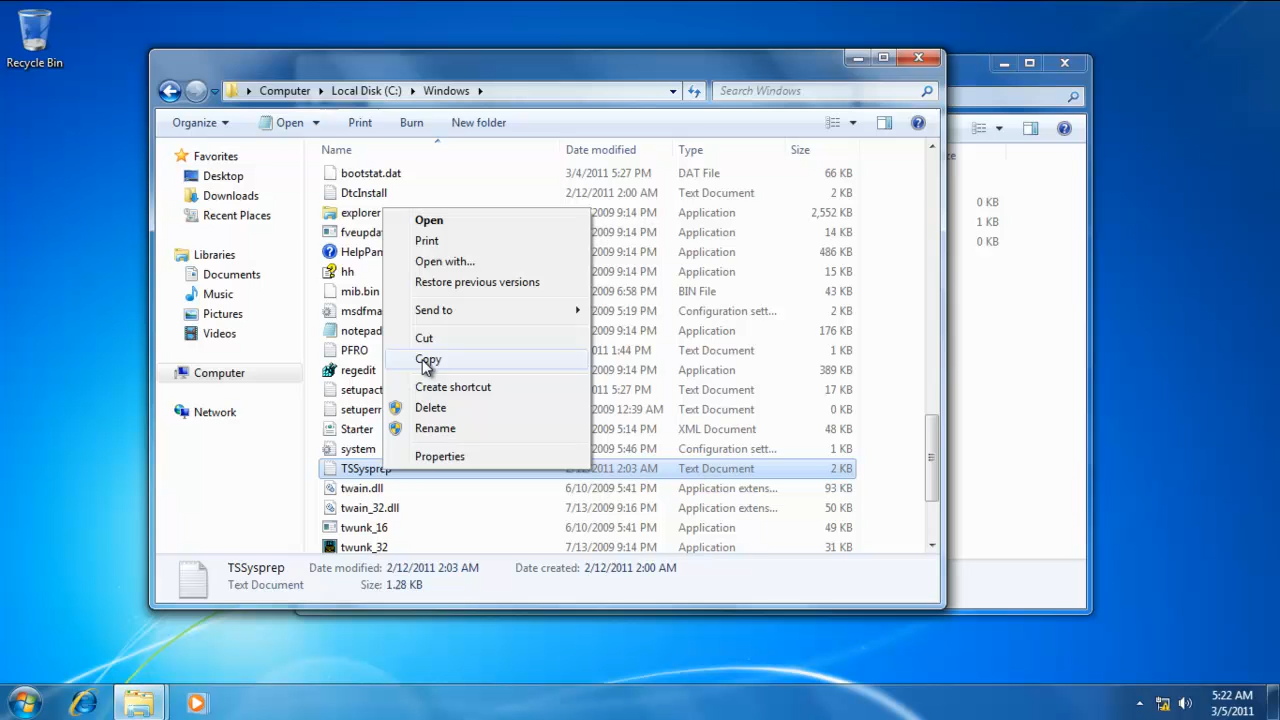 Recycle Bin
Computer Local Disk (C:) Windows
Search Windows
Organize Open Print Burn New folder
Name Date modified Type Size
Favorites
Desktop
Downloads
Recent Places
Libraries
Documents
Music
Pictures
Videos
Computer
Network
bootstat.dat 3/4/2011 5:27 PM DAT File 66 KB
DtcInstall 2/12/2011 2:00 AM Text Document 2 KB
explorer 2009 9:14 PM Application 2,552 KB
fveupda 2009 9:14 PM Application 14 KB
HelpPan 2009 9:14 PM Application 486 KB
hh 2009 9:14 PM Application 15 KB
mib.bin 2009 6:58 PM BIN File 43 KB
msdfma 2009 5:19 PM Configuration sett... 2 KB
notepad 2009 9:14 PM Application 176 KB
PFRO 011 1:44 PM Text Document 2 KB
regedit 2009 9:14 PM Application 389 KB
setupact 011 5:27 PM Text Document 17 KB
setuperr 2009 12:39 AM Text Document 0 KB
Starter 2009 9:14 PM XML Document 48 KB
system 2009 5:46 PM Configuration sett... 1 KB
TSSysprep 2/12/2011 2:03 AM Text Document 2 KB
twain.dll 6/10/2009 5:41 PM Application extens... 93 KB
twain_32.dll 7/13/2009 9:16 PM Application extens... 50 KB
twunk_16 6/10/2009 5:41 PM Application 49 KB
twunk_32 7/13/2009 9:14 PM Application 31 KB
Open
Print
Open with...
Restore previous versions
Send to
Cut
Copy
Create shortcut
Delete
Rename
Properties
0 KB
1 KB
0 KB
TSSysprep Date modified: 2/12/2011 2:03 AM Date created: 2/12/2011 2:00 AM
Text Document Size: 1.28 KB
5:22 AM
3/5/2011